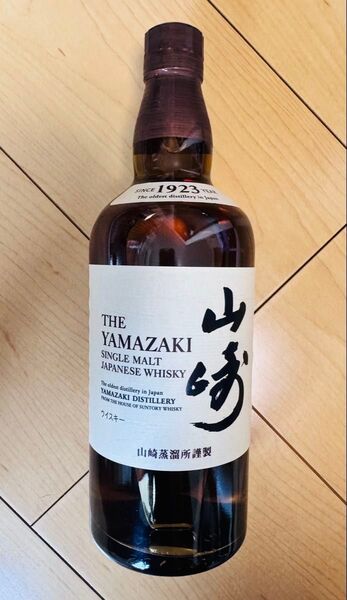 SINCE 1923 YEAR
The oldest distillery in Japan
THE
YAMAZAKI
SINGLE MALT
JAPANESE WHISKY
The oldest distillery in Japan
YAMAZAKI DISTILLERY
FROM THE HOUSE OF SUNTORY WHISKY
ウイスキー
山崎
山崎蒸溜所謹製